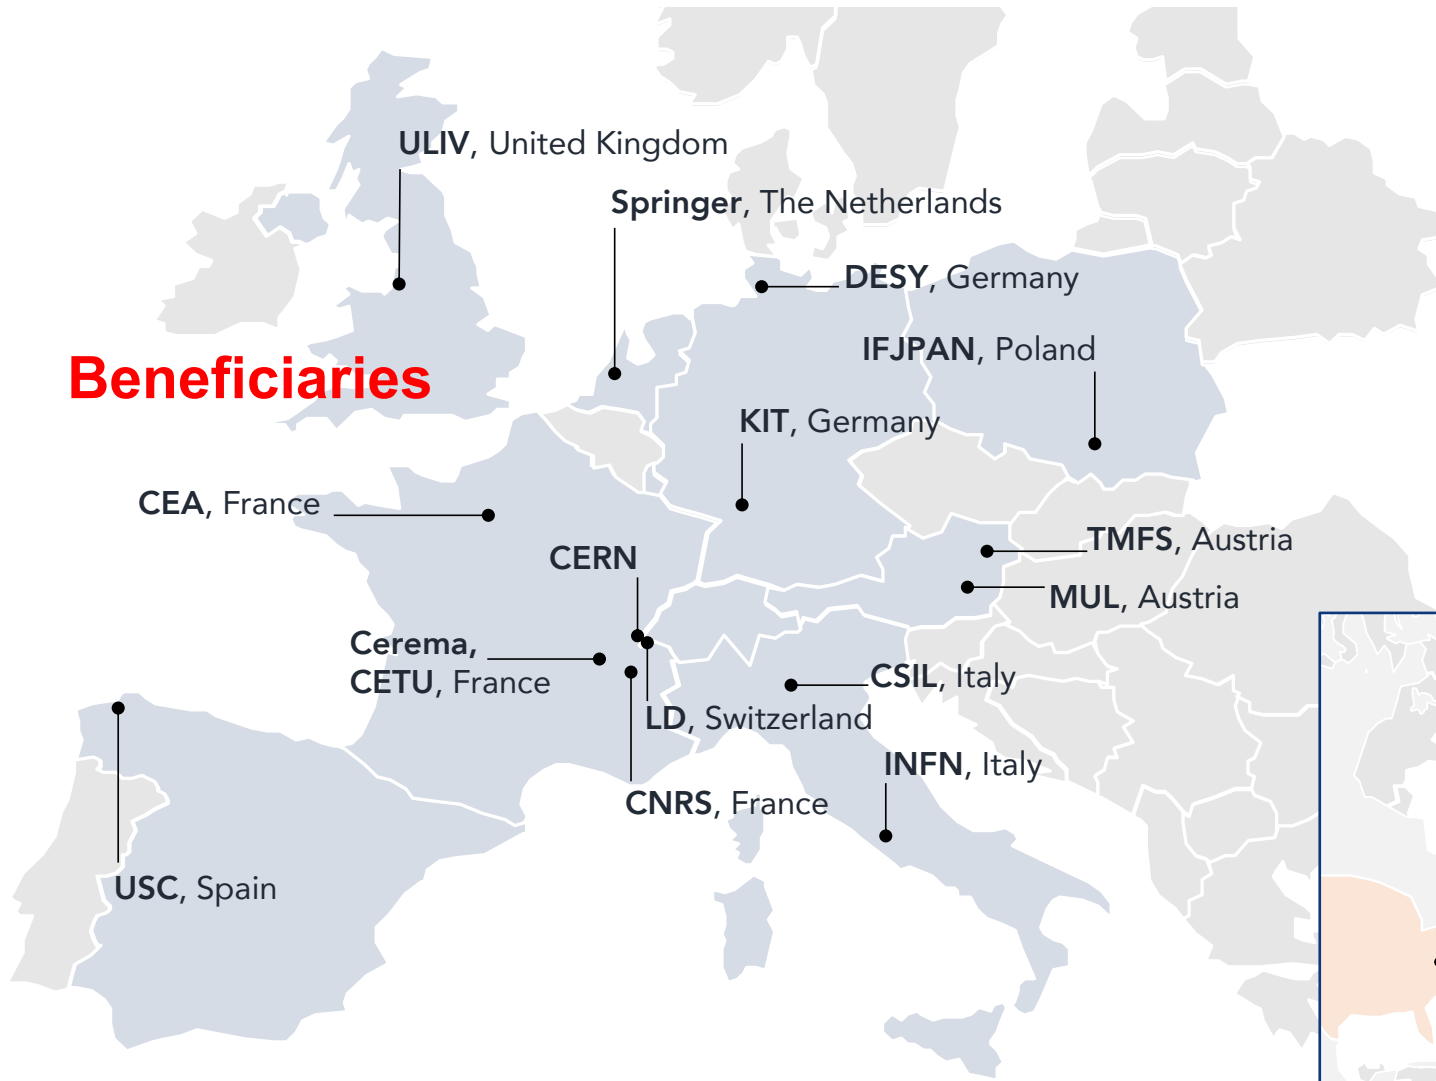 ULIV, United Kingdom
Springer, The Netherlands
DESY, Germany
IFJPAN, Poland
Beneficiaries
KIT, Germany
CEA, France
TMFS, Austria
CERN
MUL, Austria
Cerema,
CETU, France
CSIL, Italy
LD, Switzerland
INFN, Italy
CNRS, France
USC, Spain